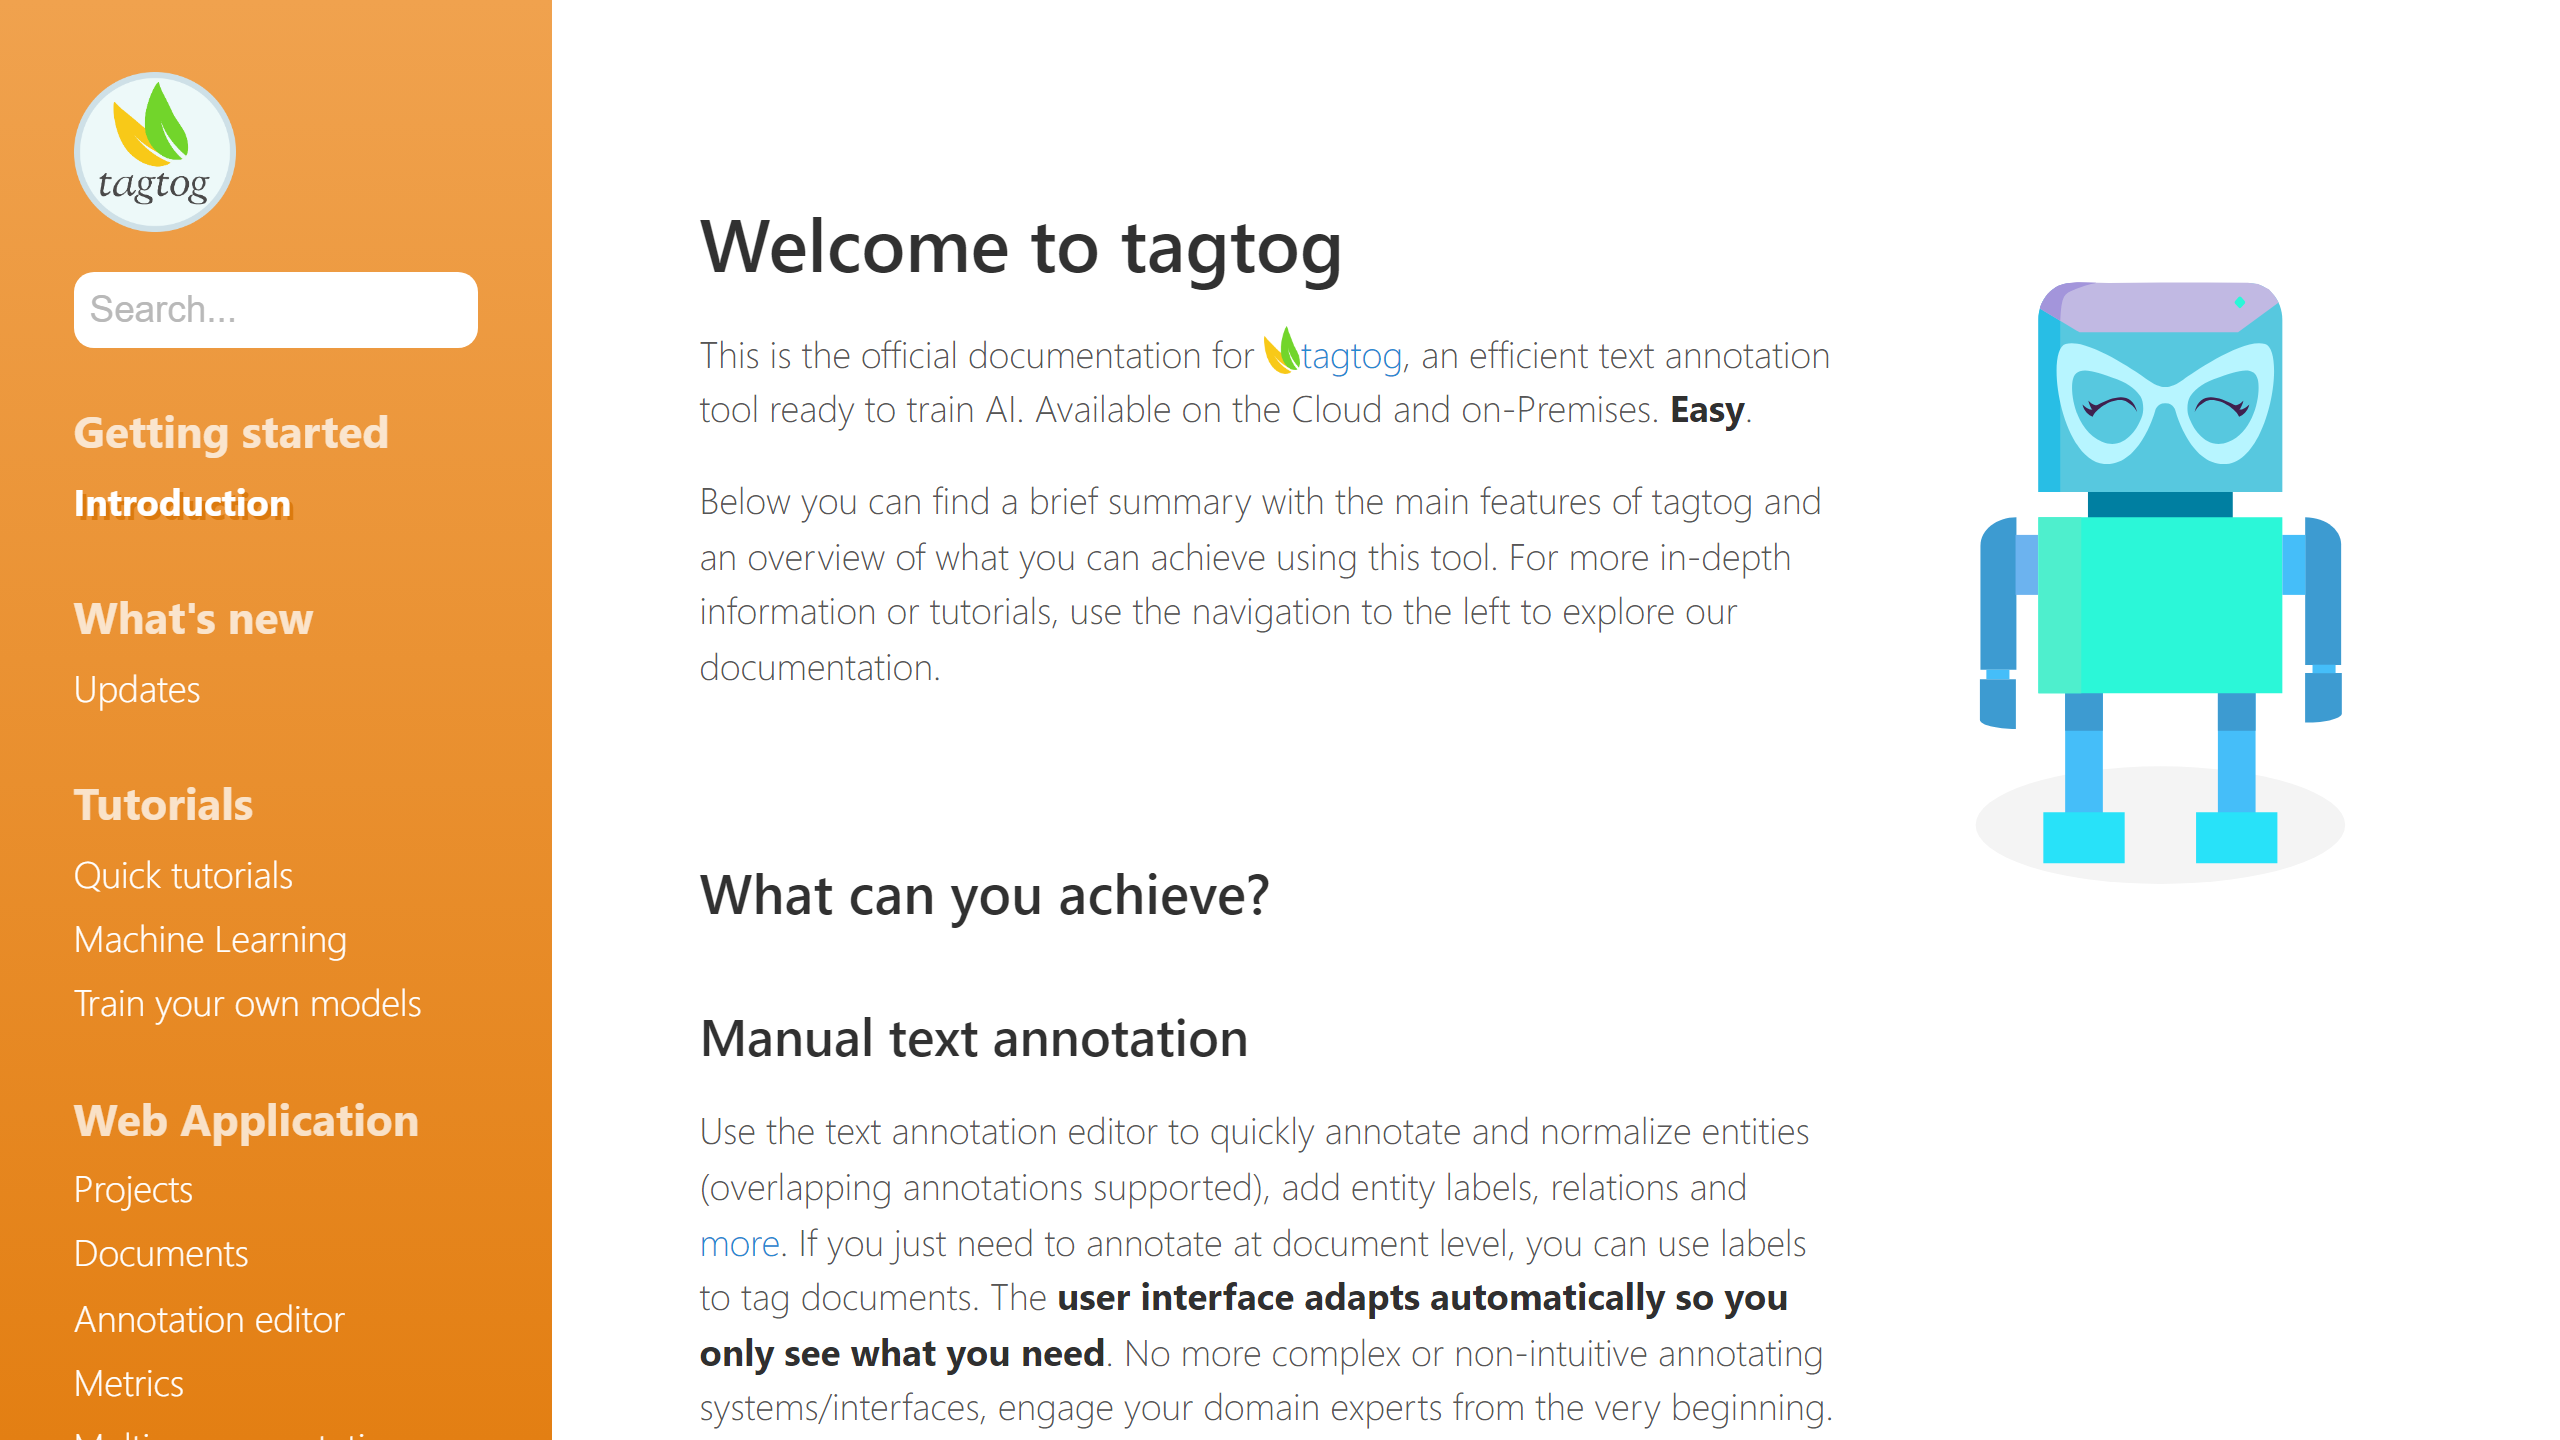 tagtog
Search...
Getting started
Introduction
What's new
Updates
Tutorials
Quick tutorials
Machine Learning
Train your own models
Web Application
Projects
Documents
Annotation editor
Metrics
Welcome to tagtog
This is the official documentation for tagtog, an efficient text annotation
tool ready to train AI. Available on the Cloud and on-Premises. Easy.
Below you can find a brief summary with the main features of tagtog and
an overview of what you can achieve using this tool. For more in-depth
information or tutorials, use the navigation to the left to explore our
documentation.
What can you achieve?
Manual text annotation
Use the text annotation editor to quickly annotate and normalize entities
(overlapping annotations supported), add entity labels, relations and
more. If you just need to annotate at document level, you can use labels
to tag documents. The user interface adapts automatically so you
only see what you need. No more complex or non-intuitive annotating
systems/interfaces, engage your domain experts from the very beginning.